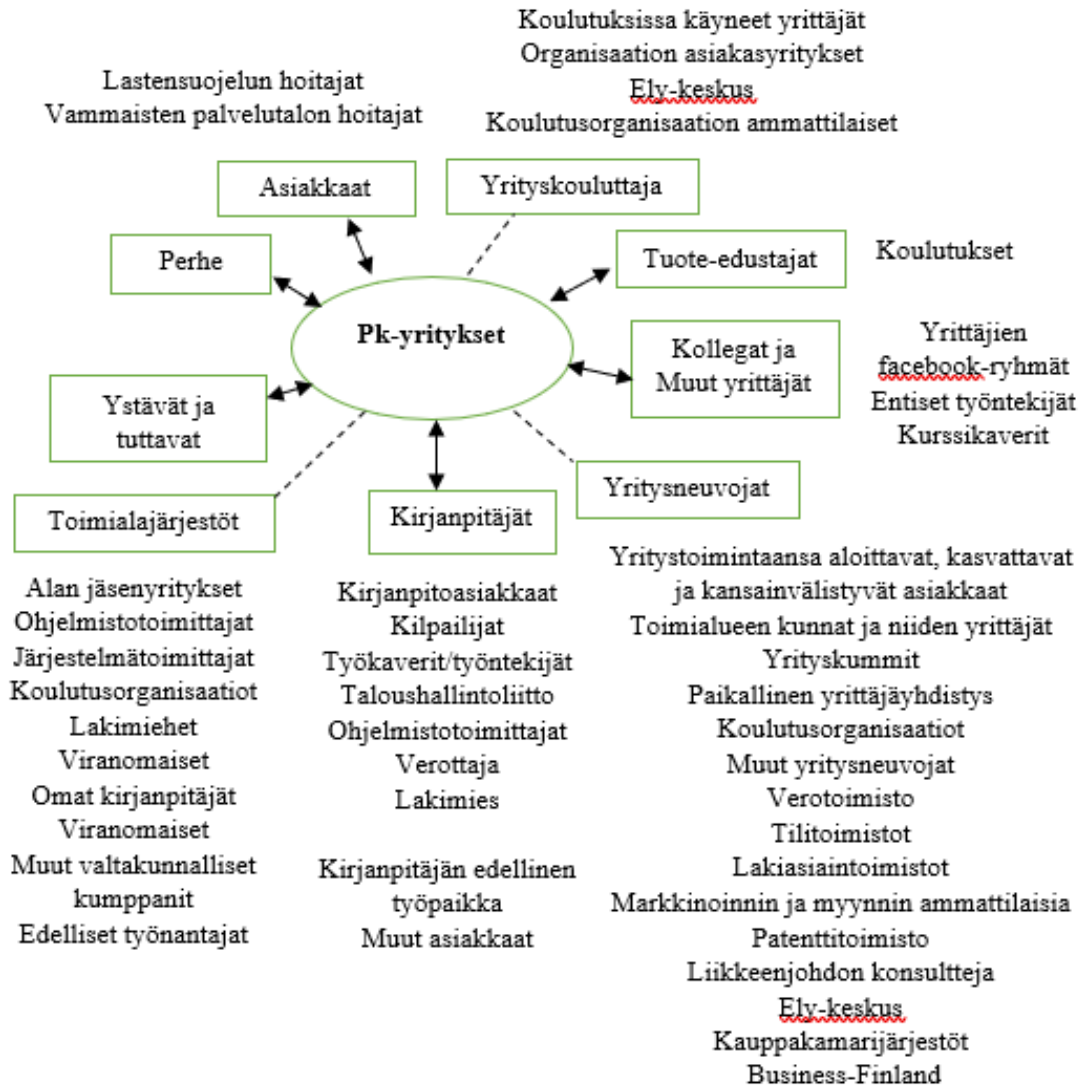 Koulutuksissa käyneet yrittäjät
Organisaation asiakasyritykset
Ely-keskus
Koulutusorganisaation ammattilaiset
Lastensuojelun hoitajat
Vammaisten palvelutalon hoitajat
Asiakkaat
Yrityskouluttaja
Perhe
Tuote-edustajat
Koulutukset
Pk-yritykset
Kollegat ja
Muut yrittäjät
Yrittäjien
facebook-ryhmät
Entiset työntekijät
Kurssikaverit
Ystävät ja
tuttavat
Toimialajärjestöt
Kirjanpitäjät
Yritysneuvojat
Alan jäsenyritykset
Ohjelmistotoimittajat
Järjestelmätoimittajat
Koulutusorganisaatiot
Lakimiehet
Viranomaiset
Omat kirjanpitäjät
Viranomaiset
Muut valtakunnalliset
kumppanit
Edelliset työnantajat
Kirjanpitoasiakkaat
Kilpailijat
Työkaverit/työntekijät
Taloushallintoliitto
Ohjelmistotoimittajat
Verottaja
Lakimies
Kirjanpitäjän edellinen
työpaikka
Muut asiakkaat
Yritystoimintaansa aloittavat, kasvattavat
ja kansainvälistyvät asiakkaat
Toimialueen kunnat ja niiden yrittäjät
Yrityskummit
Paikallinen yrittäjäyhdistys
Koulutusorganisaatiot
Muut yritysneuvojat
Verotoimisto
Tilitoimistot
Lakiasiaintoimistot
Markkinoinnin ja myynnin ammattilaisia
Patenttitoimisto
Liikkeenjohdon konsultteja
Ely-keskus
Kauppakamarijärjestöt
Business-Finland